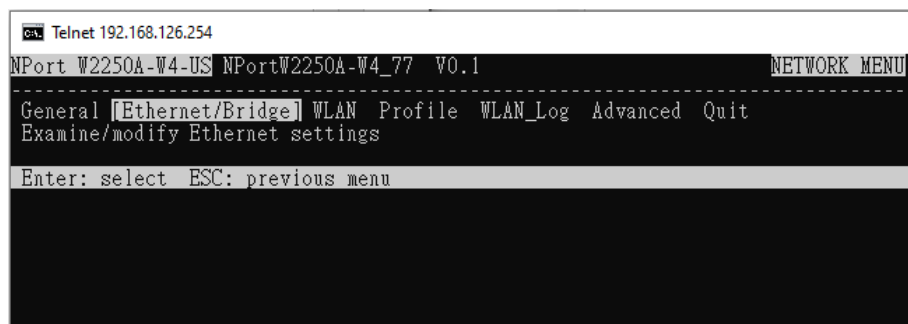 Telnet 192.168.126.254
NPort W2250A-W4-US NPortW2250A-W4_77 V0.1 NETWORK MENU
--------------------------------------------------------------------------------
General [Ethernet/Bridge] WLAN Profile WLAN_Log Advanced Quit
Examine/modify Ethernet settings
Enter: select ESC: previous menu